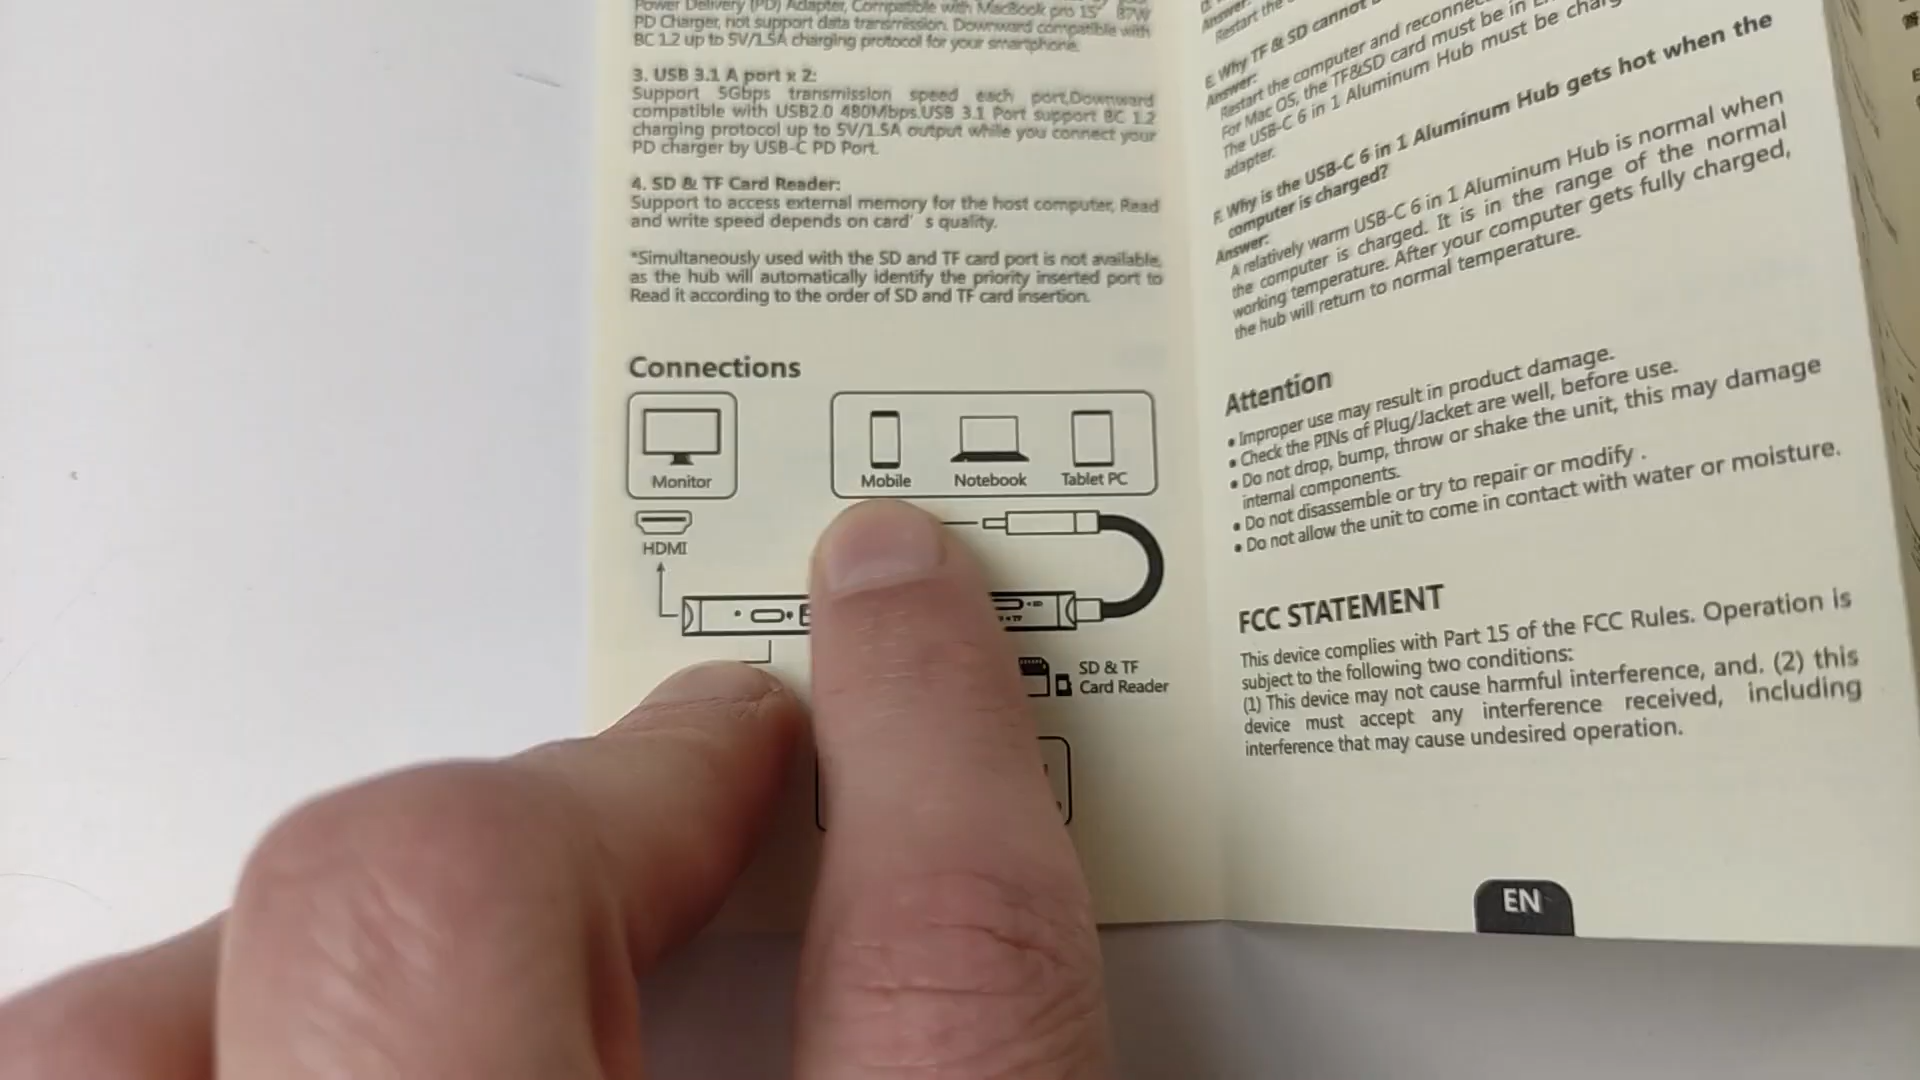 Power Delivery (PD) Adapter, Compatible with MacBook pro 15" 87W
PD Charger, not support data transmission. Downward compatible with
BC 1.2 up to 5V/1.5A charging protocol for your smartphone.
3. USB 3.1 A port x 2:
Support 5Gbps transmission speed each port,Downward
compatible with USB2.0 480Mbps.USB 3.1 Port support BC 1.2
charging protocol up to 5V/1.5A output while you connect your
PD charger by USB-C PD Port.
4. SD & TF Card Reader:
Support to access external memory for the host computer, Read
and write speed depends on card's quality.
*Simultaneously used with the SD and TF card port is not available,
as the hub will automatically identify the priority inserted port to
Read it according to the order of SD and TF card insertion.
Connections
Monitor
Mobile Notebook Tablet PC
HDMI
SD & TF
Card Reader
Answer:
Restart the
E. Why TF & SD cannot
Answer:
Restart the computer and reconnec
For Mac OS, the TF&SD card must be in
The USB-C 6 in 1 Aluminum Hub must be
adapter.
F. Why is the USB-C 6 in 1 Aluminum Hub gets hot when the
computer is charged?
Answer:
A relatively warm USB-C 6 in 1 Aluminum Hub is normal when
the computer is charged. It is in the range of the normal
working temperature. After your computer gets fully charged,
the hub will return to normal temperature.
Attention
• Improper use may result in product damage.
• Check the PINs of Plug/Jacket are well, before use.
• Do not drop, bump, throw or shake the unit, this may damage
internal components.
• Do not disassemble or try to repair or modify .
• Do not allow the unit to come in contact with water or moisture.
FCC STATEMENT
This device complies with Part 15 of the FCC Rules. Operation is
subject to the following two conditions:
(1) This device may not cause harmful interference, and. (2) this
device must accept any interference received, including
interference that may cause undesired operation.
EN